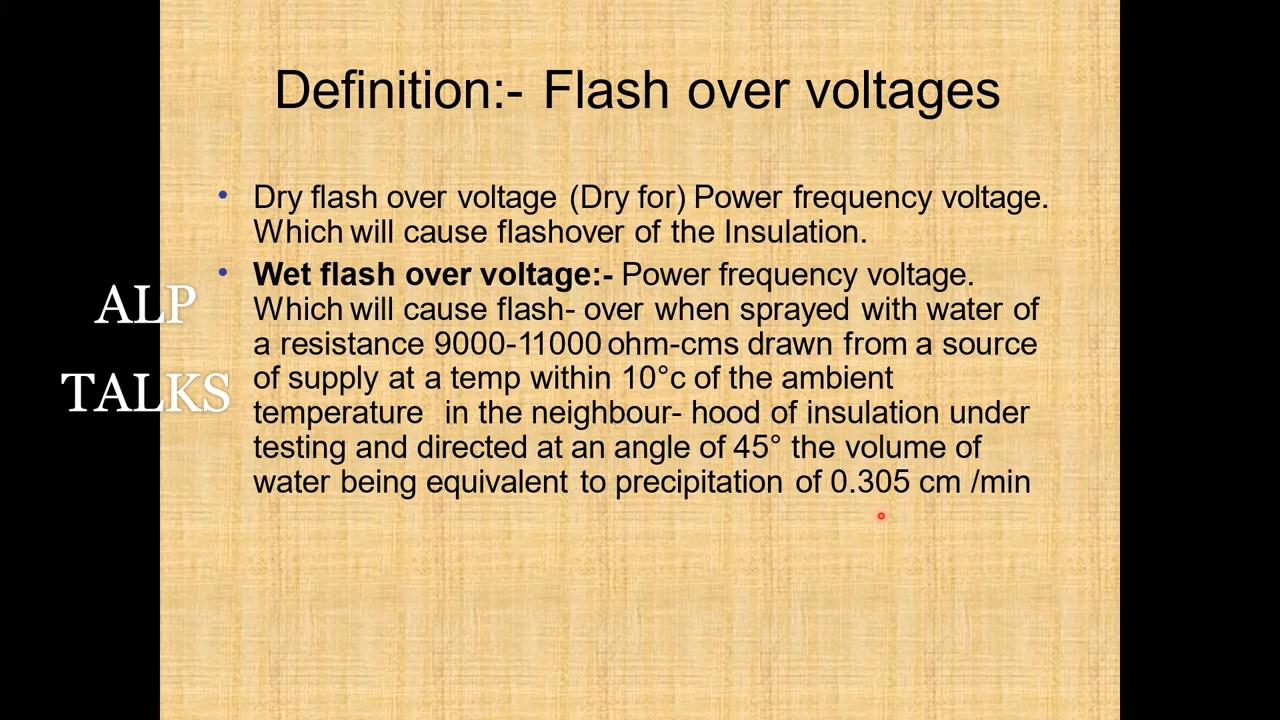 Definition:- Flash over voltages
• Dry flash over voltage (Dry for) Power frequency voltage.
Which will cause flashover of the Insulation.
• Wet flash over voltage:- Power frequency voltage.
Which will cause flash- over when sprayed with water of
a resistance 9000-11000 ohm-cms drawn from a source
of supply at a temp within 10°c of the ambient
temperature in the neighbour- hood of insulation under
testing and directed at an angle of 45° the volume of
water being equivalent to precipitation of 0.305 cm /min
ALP
TALKS